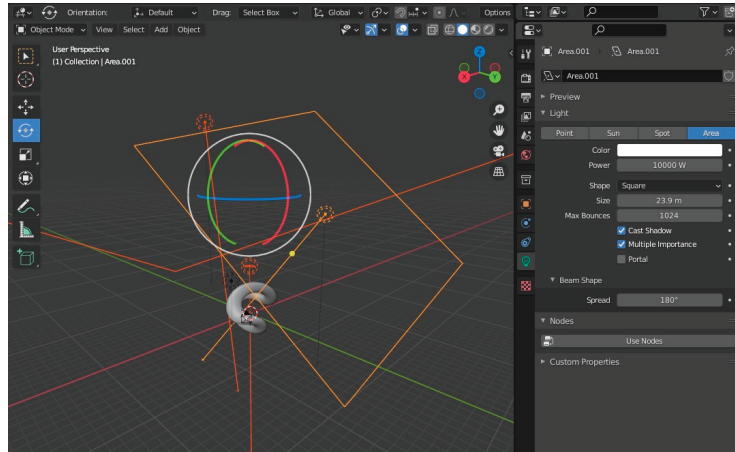 Orientation: Default Drag: Select Box Global Options
Object Mode View Select Add Object
User Perspective
(1) Collection | Area.001
Z
X
Y
Area.001 Area.001
Area.001
Preview
Light
Point Sun Spot Area
Color
Power 10000 W
Shape Square
Size 23.9 m
Max Bounces 1024
Cast Shadow
Multiple Importance
Portal
Beam Shape
Spread 180°
Nodes
Use Nodes
Custom Properties